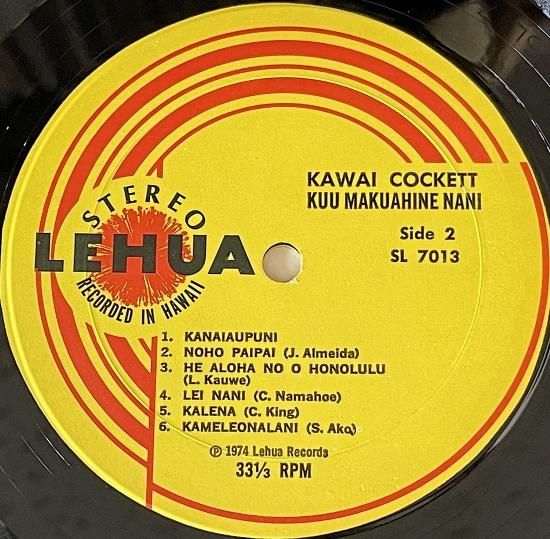 KAWAI COCKETT
KUU MAKUAHINE NANI
Side 2
SL 7013
STEREO
LEHUA
RECORDED IN HAWAII
1. KANAIAUPUNI
2. NOHO PAIPAI (J. Almeida)
3. HE ALOHA NO O HONOLULU
(L. Kauwe)
4. LEI NANI (C. Namahoe)
5. KALENA (C. King)
6. KAMELEONALANI (S. Ako)
Ⓟ 1974 Lehua Records
33⅓ RPM